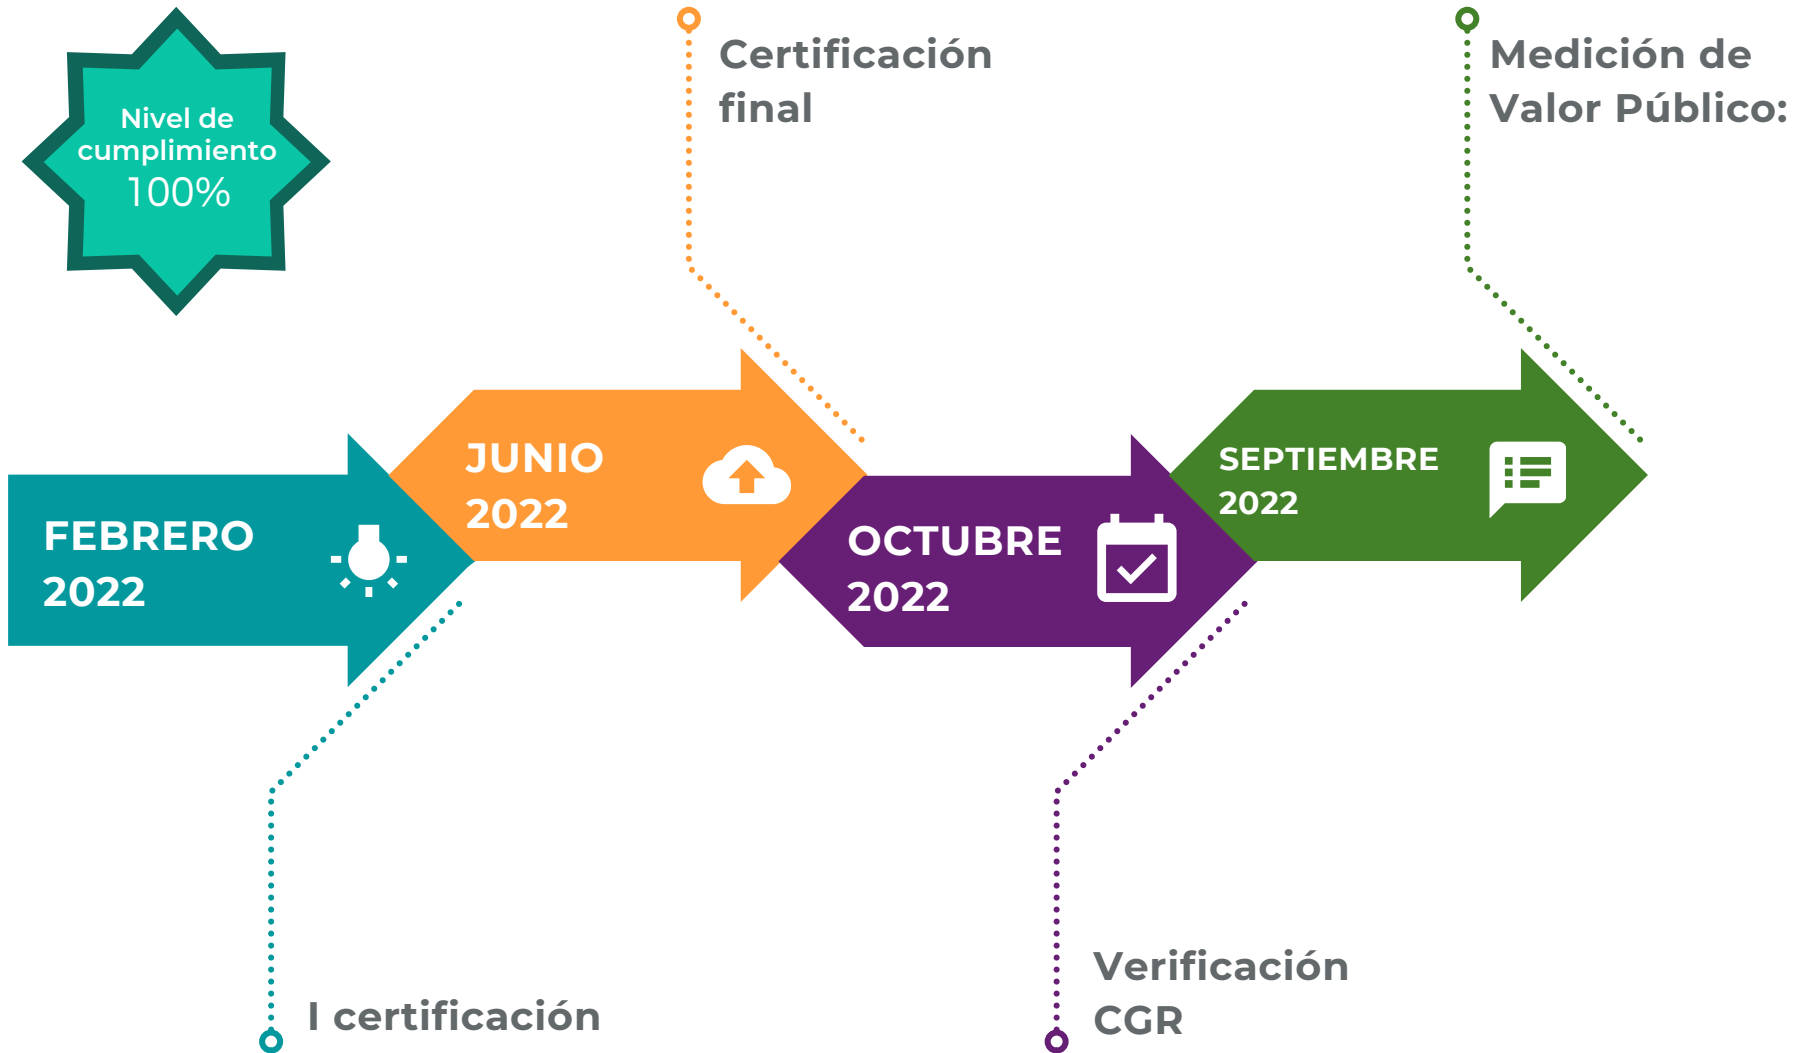 Nivel de
cumplimiento
100%
Certificación
final
Medición de
Valor Público:
FEBRERO
2022
JUNIO
2022
OCTUBRE
2022
SEPTIEMBRE
2022
I certificación
Verificación
CGR